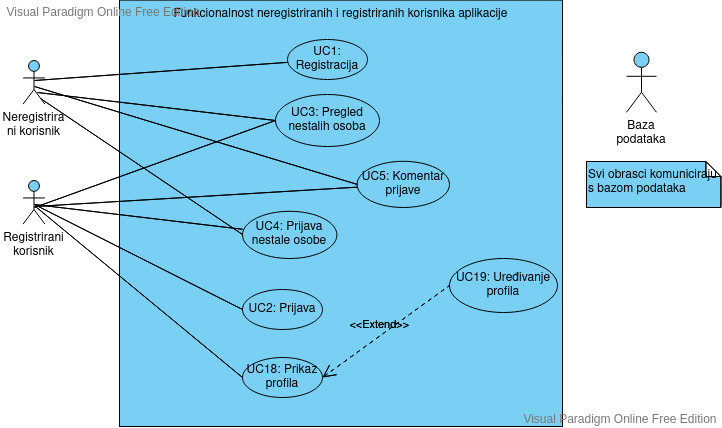 Visual Paradigm Online Free Edition
Funkcionalnost neregistriranih i registriranih korisnika aplikacije
UC1:
Registracija
Neregistrira
ni korisnik
UC3: Pregled
nestalih osoba
Baza
podataka
UC5: Komentar
prijave
Svi obrasci komuniciraju
s bazom podataka
Registrirani
korisnik
UC4: Prijava
nestale osobe
UC19: Uređivanje
profila
UC2: Prijava
<<Extend>>
UC18: Prikaz
profila
Visual Paradigm Online Free Edition